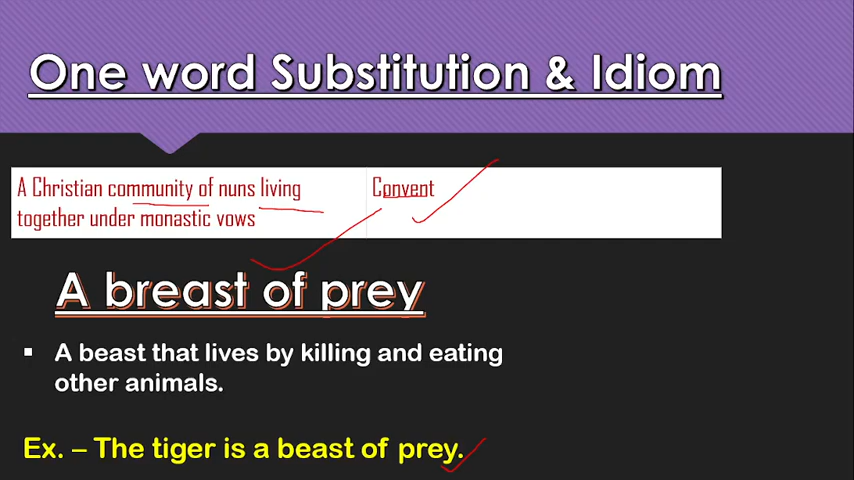 One word Substitution & Idiom
A Christian community of nuns living
together under monastic vows
Convent
A breast of prey
▪ A beast that lives by killing and eating
other animals.
Ex. – The tiger is a beast of prey.